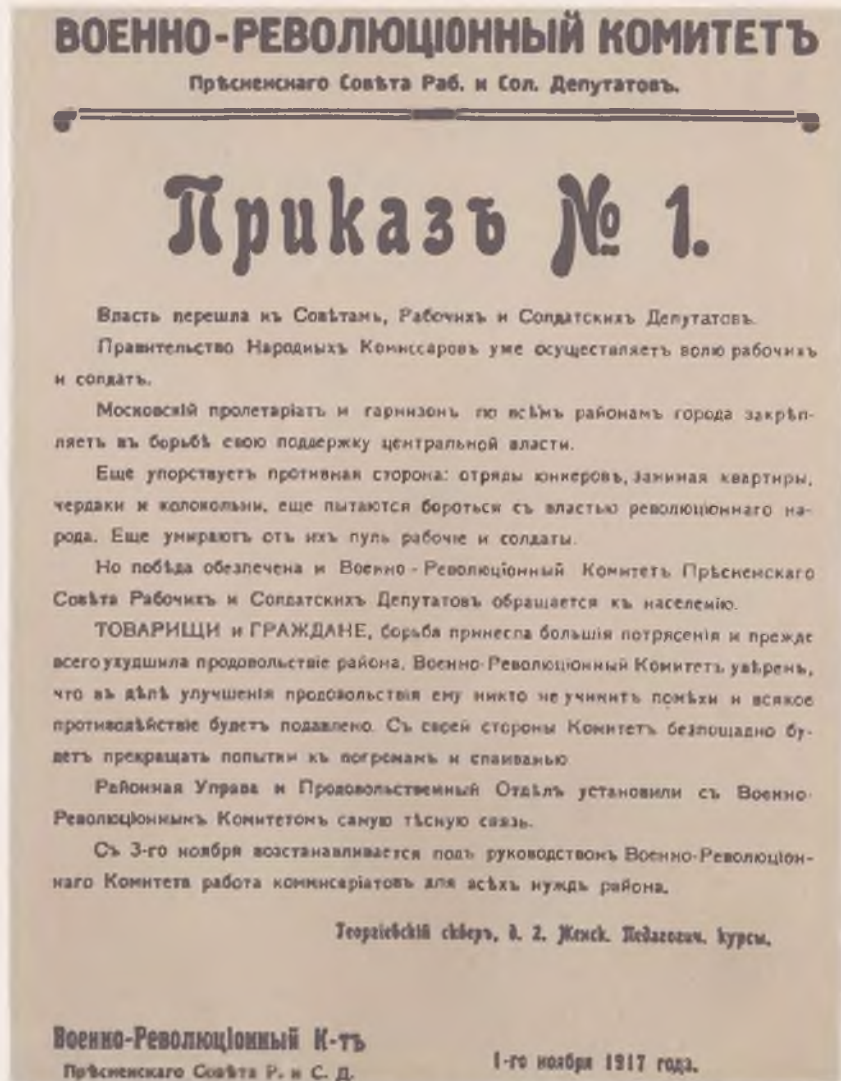 ВОЕННО-РЕВОЛЮЦІОННЫЙ КОМИТЕТЪ
Прѣсненскаго Совѣта Раб. и Сол. Депутатовъ.
Приказъ № 1.
Власть перешла къ Совѣтамъ, Рабочихъ и Солдатскихъ Депутатовъ.
Правительство Народныхъ Комиссаровъ уже осуществляетъ волю рабочихъ
и солдатъ.
Московскій пролетаріатъ и гарнизонъ по всѣмъ районамъ города закрѣп-
ляетъ въ борьбѣ свою поддержку центральной власти.
Еще упорствуетъ противная сторона: отряды юнкеровъ, занимая квартиры,
чердаки и колокольни, еще пытаются бороться съ властью революціоннаго на-
рода. Еще умираютъ отъ ихъ пуль рабочіе и солдаты.
Но побѣда обезпечена и Военно-Революціонный Комитетъ Прѣсненскаго
Совѣта Рабочихъ и Солдатскихъ Депутатовъ обращается къ населенію.
ТОВАРИЩИ и ГРАЖДАНЕ, борьба принесла большія потрясенія и прежде
всего ухудшила продовольствіе района. Военно-Революціонный Комитетъ увѣренъ,
что въ дѣлѣ улучшенія продовольствія ему никто не учинитъ помѣхи и всякое
противодѣйствіе будетъ подавлено. Съ своей стороны Комитетъ безпощадно бу-
детъ прекращать попытки къ погромамъ и спаиванью
Районная Управа и Продовольственный Отдѣлъ установили съ Военно-
Революціоннымъ Комитетомъ самую тѣсную связь.
Съ 3-го ноября возстанавливается подъ руководствомъ Военно-Революціон-
наго Комитета работа коммисаріатовъ для всѣхъ нуждъ района.
Георгіевскій скверъ, д. 2. Женск. Педагогич. курсы.
Военно-Революціонный К-тъ
Прѣсненскаго Совѣта Р. и С. Д.
1-го ноября 1917 года.